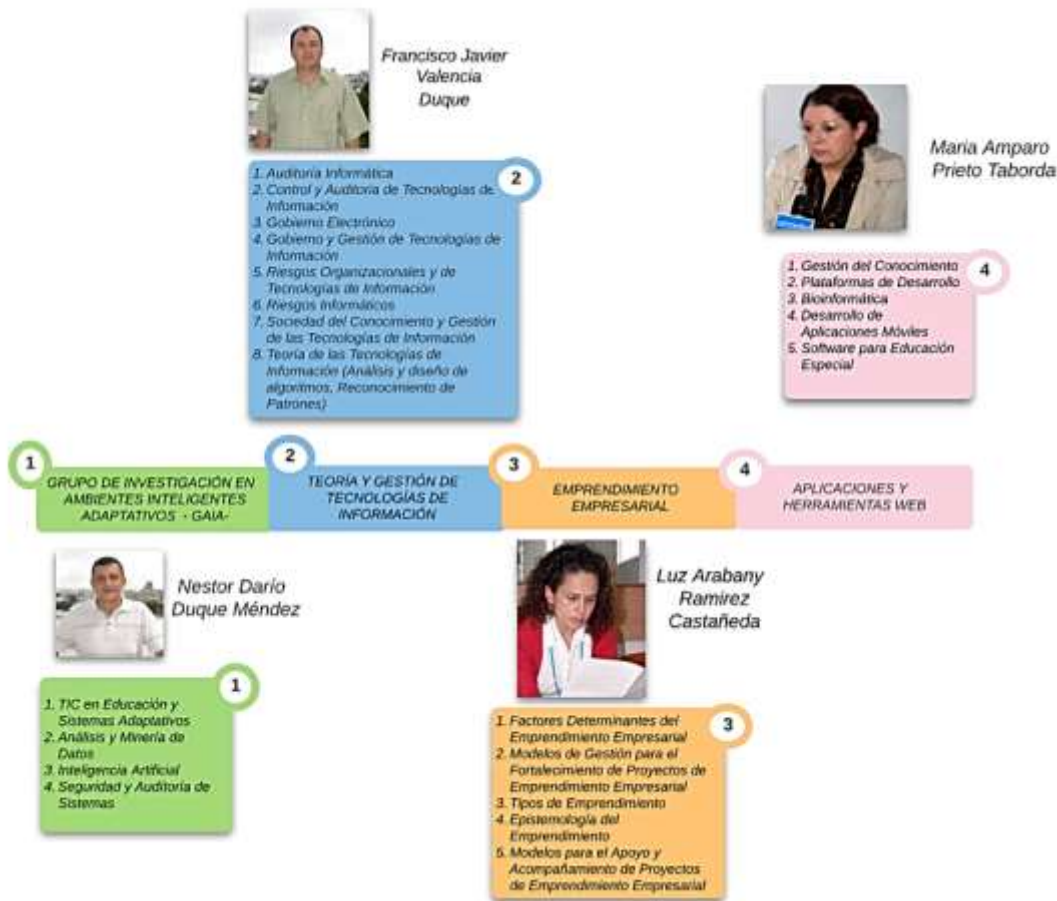 Francisco Javier
Valencia
Duque
1. Auditoría Informática
2. Control y Auditoria de Tecnologías de
Información
3. Gobierno Electrónico
4. Gobierno y Gestión de Tecnologías de
Información
5. Riesgos Organizacionales y de
Tecnologías de Información
6. Riesgos Informáticos
7. Sociedad del Conocimiento y Gestión
de las Tecnologías de Información
8. Teoría de las Tecnologías de
Información (Análisis y diseño de
algoritmos, Reconocimiento de
Patrones)
2
Maria Amparo
Prieto Taborda
1. Gestión del Conocimiento
2. Plataformas de Desarrollo
3. Bioinformática
4. Desarrollo de
Aplicaciones Móviles
5. Software para Educación
Especial
4
1
GRUPO DE INVESTIGACIÓN EN
AMBIENTES INTELIGENTES
ADAPTATIVOS - GAIA-
2
TEORÍA Y GESTIÓN DE
TECNOLOGÍAS DE
INFORMACIÓN
3
EMPRENDIMIENTO
EMPRESARIAL
4
APLICACIONES Y
HERRAMIENTAS WEB
Nestor Darío
Duque Méndez
1. TIC en Educación y
Sistemas Adaptativos
2. Análisis y Minería de
Datos
3. Inteligencia Artificial
4. Seguridad y Auditoría de
Sistemas
1
Luz Arabany
Ramirez
Castañeda
1. Factores Determinantes del
Emprendimiento Empresarial
2. Modelos de Gestión para el
Fortalecimiento de Proyectos de
Emprendimiento Empresarial
3. Tipos de Emprendimiento
4. Epistemología del
Emprendimiento
5. Modelos para el Apoyo y
Acompañamiento de Proyectos
de Emprendimiento Empresarial
3